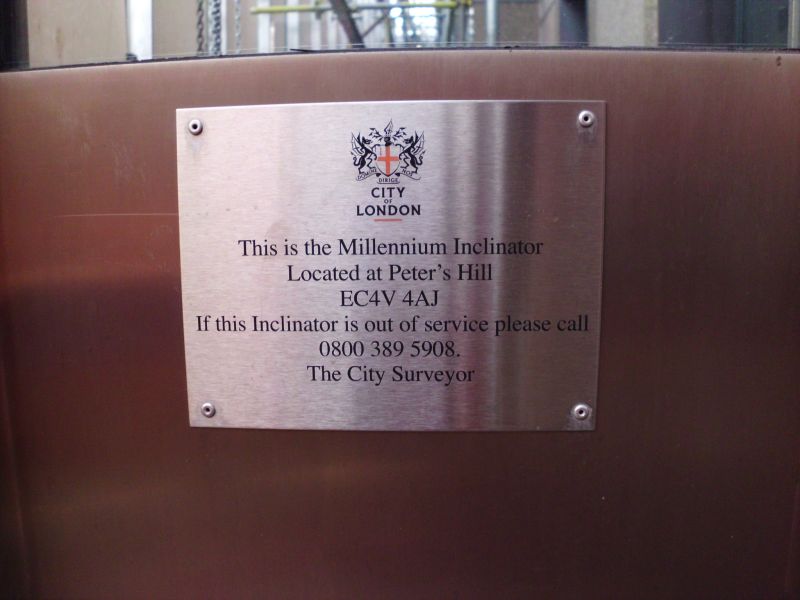 DOMINE DIRIGE NOS
CITY
OF
LONDON
This is the Millennium Inclinator
Located at Peter's Hill
EC4V 4AJ
If this Inclinator is out of service please call
0800 389 5908.
The City Surveyor